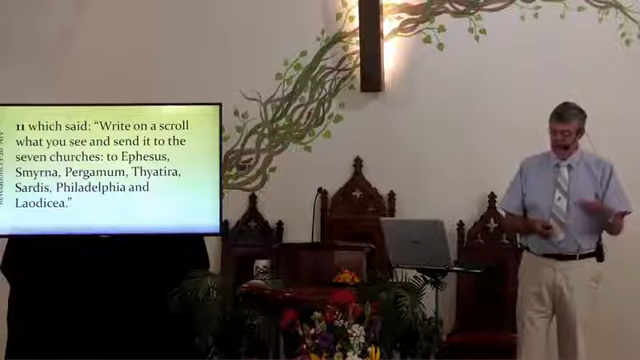 11 which said: “Write on a scroll
what you see and send it to the
seven churches: to Ephesus,
Smyrna, Pergamum, Thyatira,
Sardis, Philadelphia and
Laodicea.”